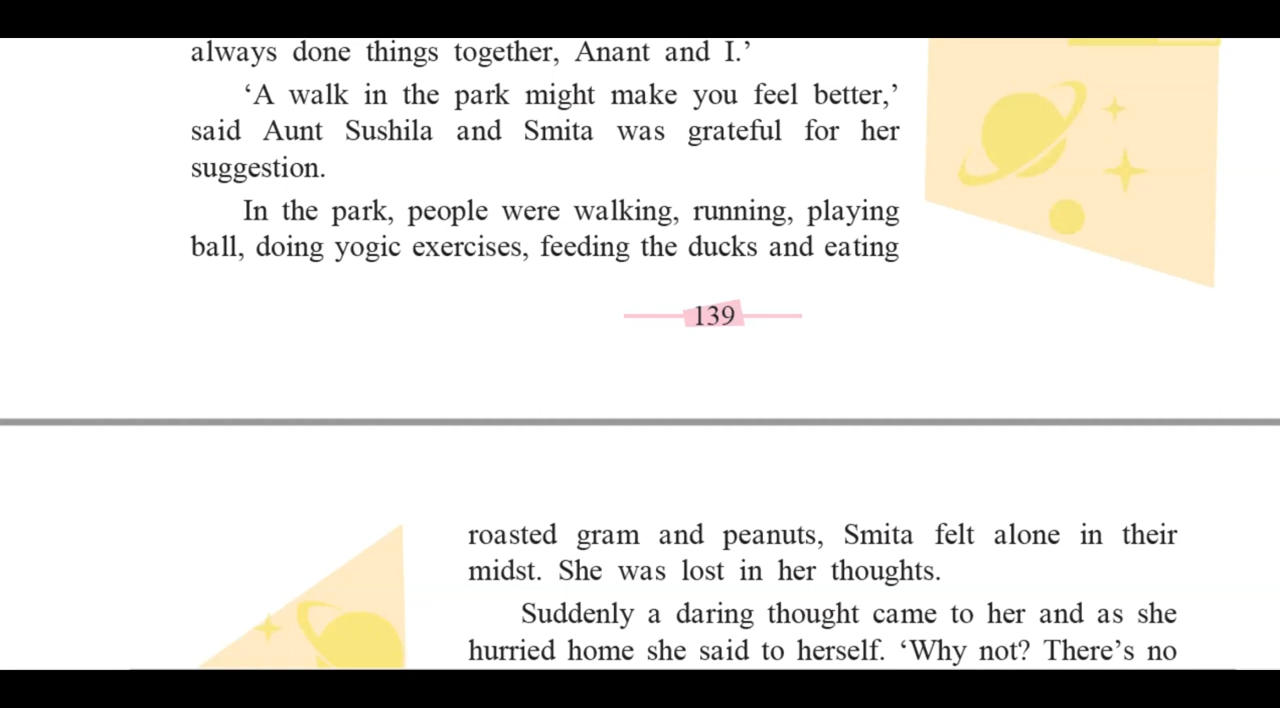 always done things together, Anant and I.’
‘A walk in the park might make you feel better,’
said Aunt Sushila and Smita was grateful for her
suggestion.
In the park, people were walking, running, playing
ball, doing yogic exercises, feeding the ducks and eating
139
roasted gram and peanuts, Smita felt alone in their
midst. She was lost in her thoughts.
Suddenly a daring thought came to her and as she
hurried home she said to herself. ‘Why not? There’s no